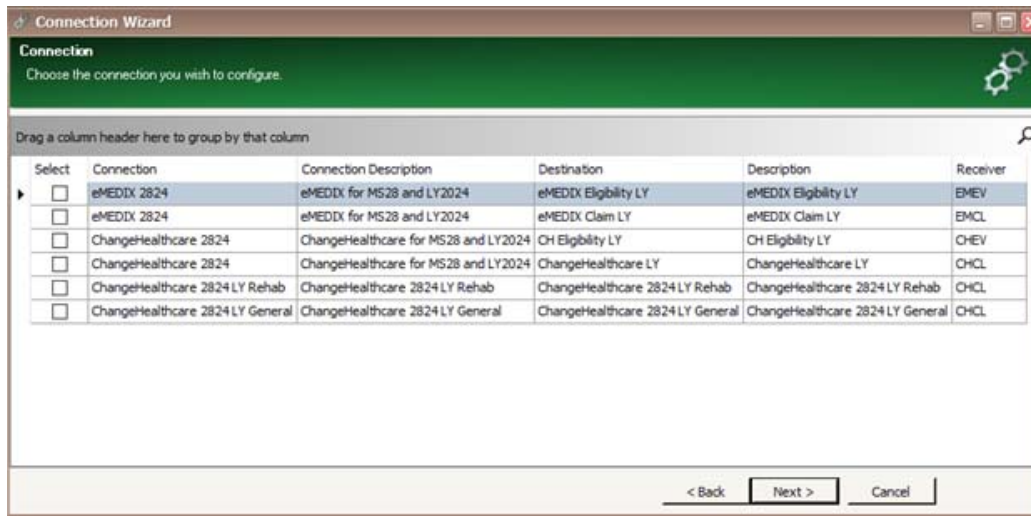 Connection Wizard
Connection
Choose the connection you wish to configure.
Drag a column header here to group by that column
Select Connection Connection Description Destination Description Receiver
eMEDIX 2824 eMEDIX for MS28 and LY2024 eMEDIX Eligibility LY eMEDIX Eligibility LY EMEV
eMEDIX 2824 eMEDIX for MS28 and LY2024 eMEDIX Claim LY eMEDIX Claim LY EMCL
ChangeHealthcare 2824 ChangeHealthcare for MS28 and LY2024 CH Eligibility LY CH Eligibility LY CHEV
ChangeHealthcare 2824 ChangeHealthcare for MS28 and LY2024 ChangeHealthcare LY ChangeHealthcare LY CHCL
ChangeHealthcare 2824 LY Rehab ChangeHealthcare 2824 LY Rehab ChangeHealthcare 2824 LY Rehab ChangeHealthcare 2824 LY Rehab CHCL
ChangeHealthcare 2824 LY General ChangeHealthcare 2824 LY General ChangeHealthcare 2824 LY General ChangeHealthcare 2824 LY General CHCL
< Back Next > Cancel